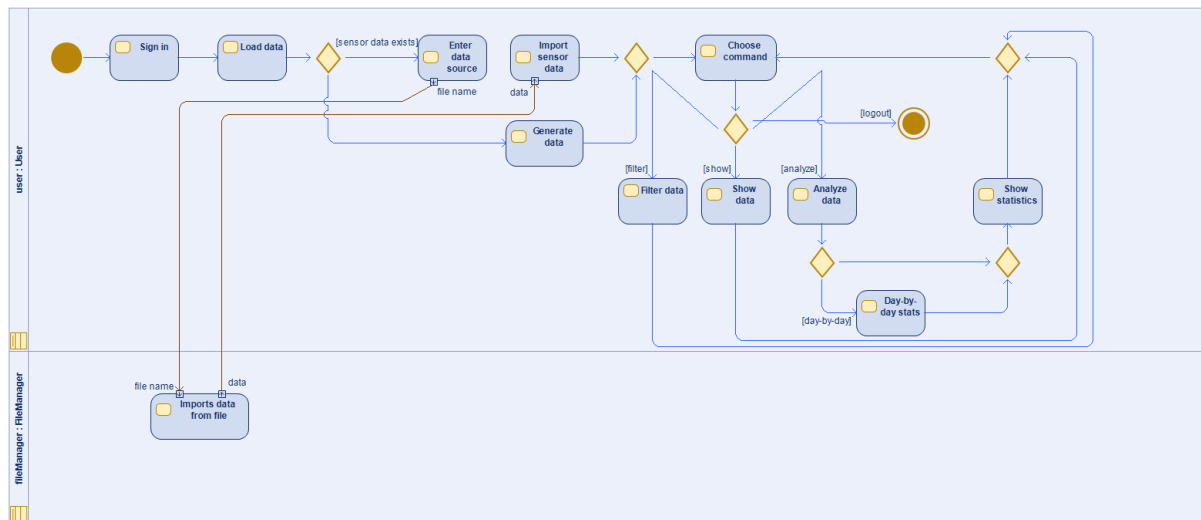 Sign in
Load data
[sensor data exists]
Enter
data
source
file name
Import
sensor
data
data
Choose
command
Generate
data
[logout]
[filter]
[show]
[analyze]
Filter data
Show
data
Analyze
data
Show
statistics
Day-by-
day stats
[day-by-day]
user : User
file name
data
Imports data
from file
fileManager : FileManager